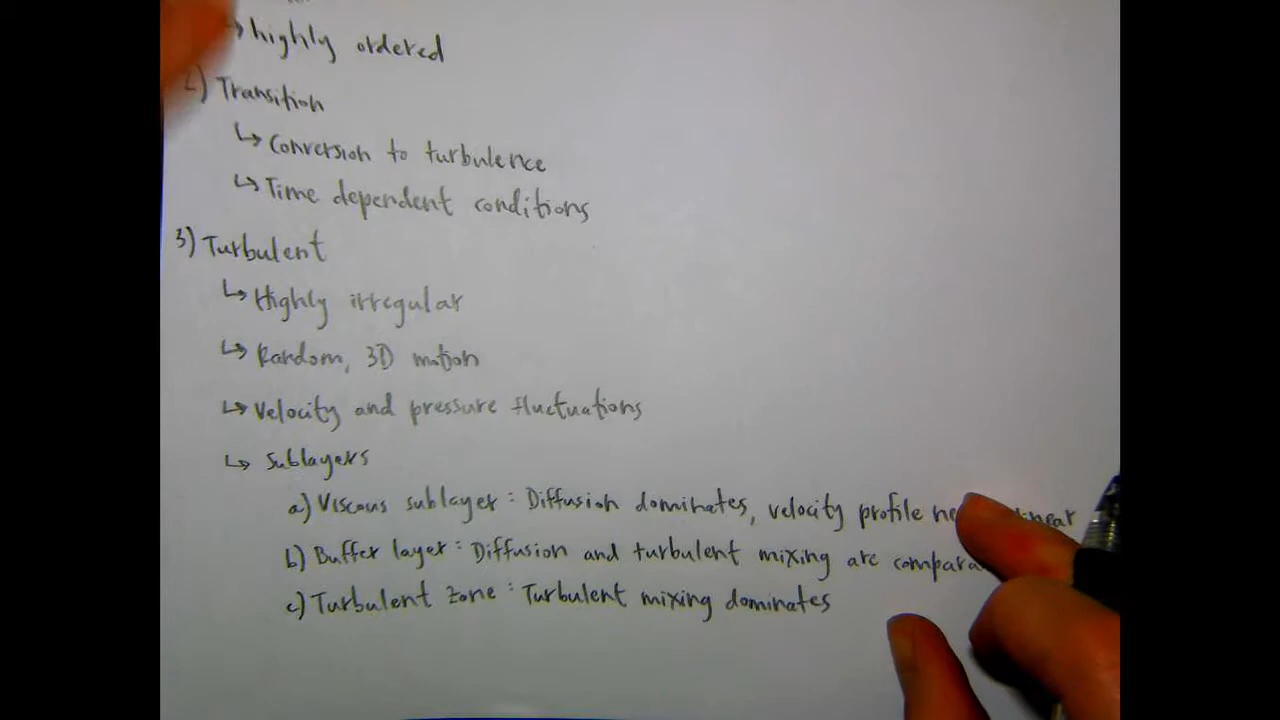 ↳ highly ordered
2) Transition
↳ Conversion to turbulence
↳ Time dependent conditions
3) Turbulent
↳ Highly irregular
↳ Random, 3D motion
↳ Velocity and pressure fluctuations
↳ Sublayers
a) Viscous sublayer : Diffusion dominates, velocity profile linear
b) Buffer layer : Diffusion and turbulent mixing are
c) Turbulent zone : Turbulent mixing dominates